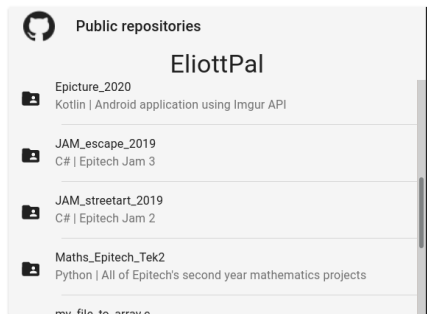 Public repositories
EliottPal
Epicture_2020
Kotlin | Android application using Imgur API
JAM_escape_2019
C# | Epitech Jam 3
JAM_streetart_2019
C# | Epitech Jam 2
Maths_Epitech_Tek2
Python | All of Epitech's second year mathematics projects
my_file_to_array.c